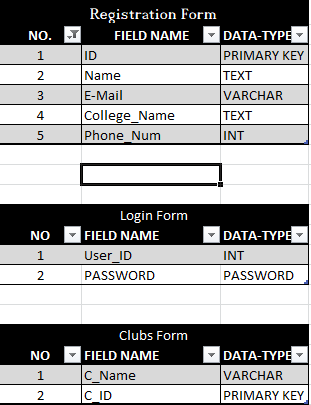 Registration Form
NO. FIELD NAME DATA-TYPE
1 ID PRIMARY KEY
2 Name TEXT
3 E-Mail VARCHAR
4 College_Name TEXT
5 Phone_Num INT
Login Form
NO FIELD NAME DATA-TYPE
1 User_ID INT
2 PASSWORD PASSWORD
Clubs Form
NO FIELD NAME DATA-TYPE
1 C_Name VARCHAR
2 C_ID PRIMARY KEY